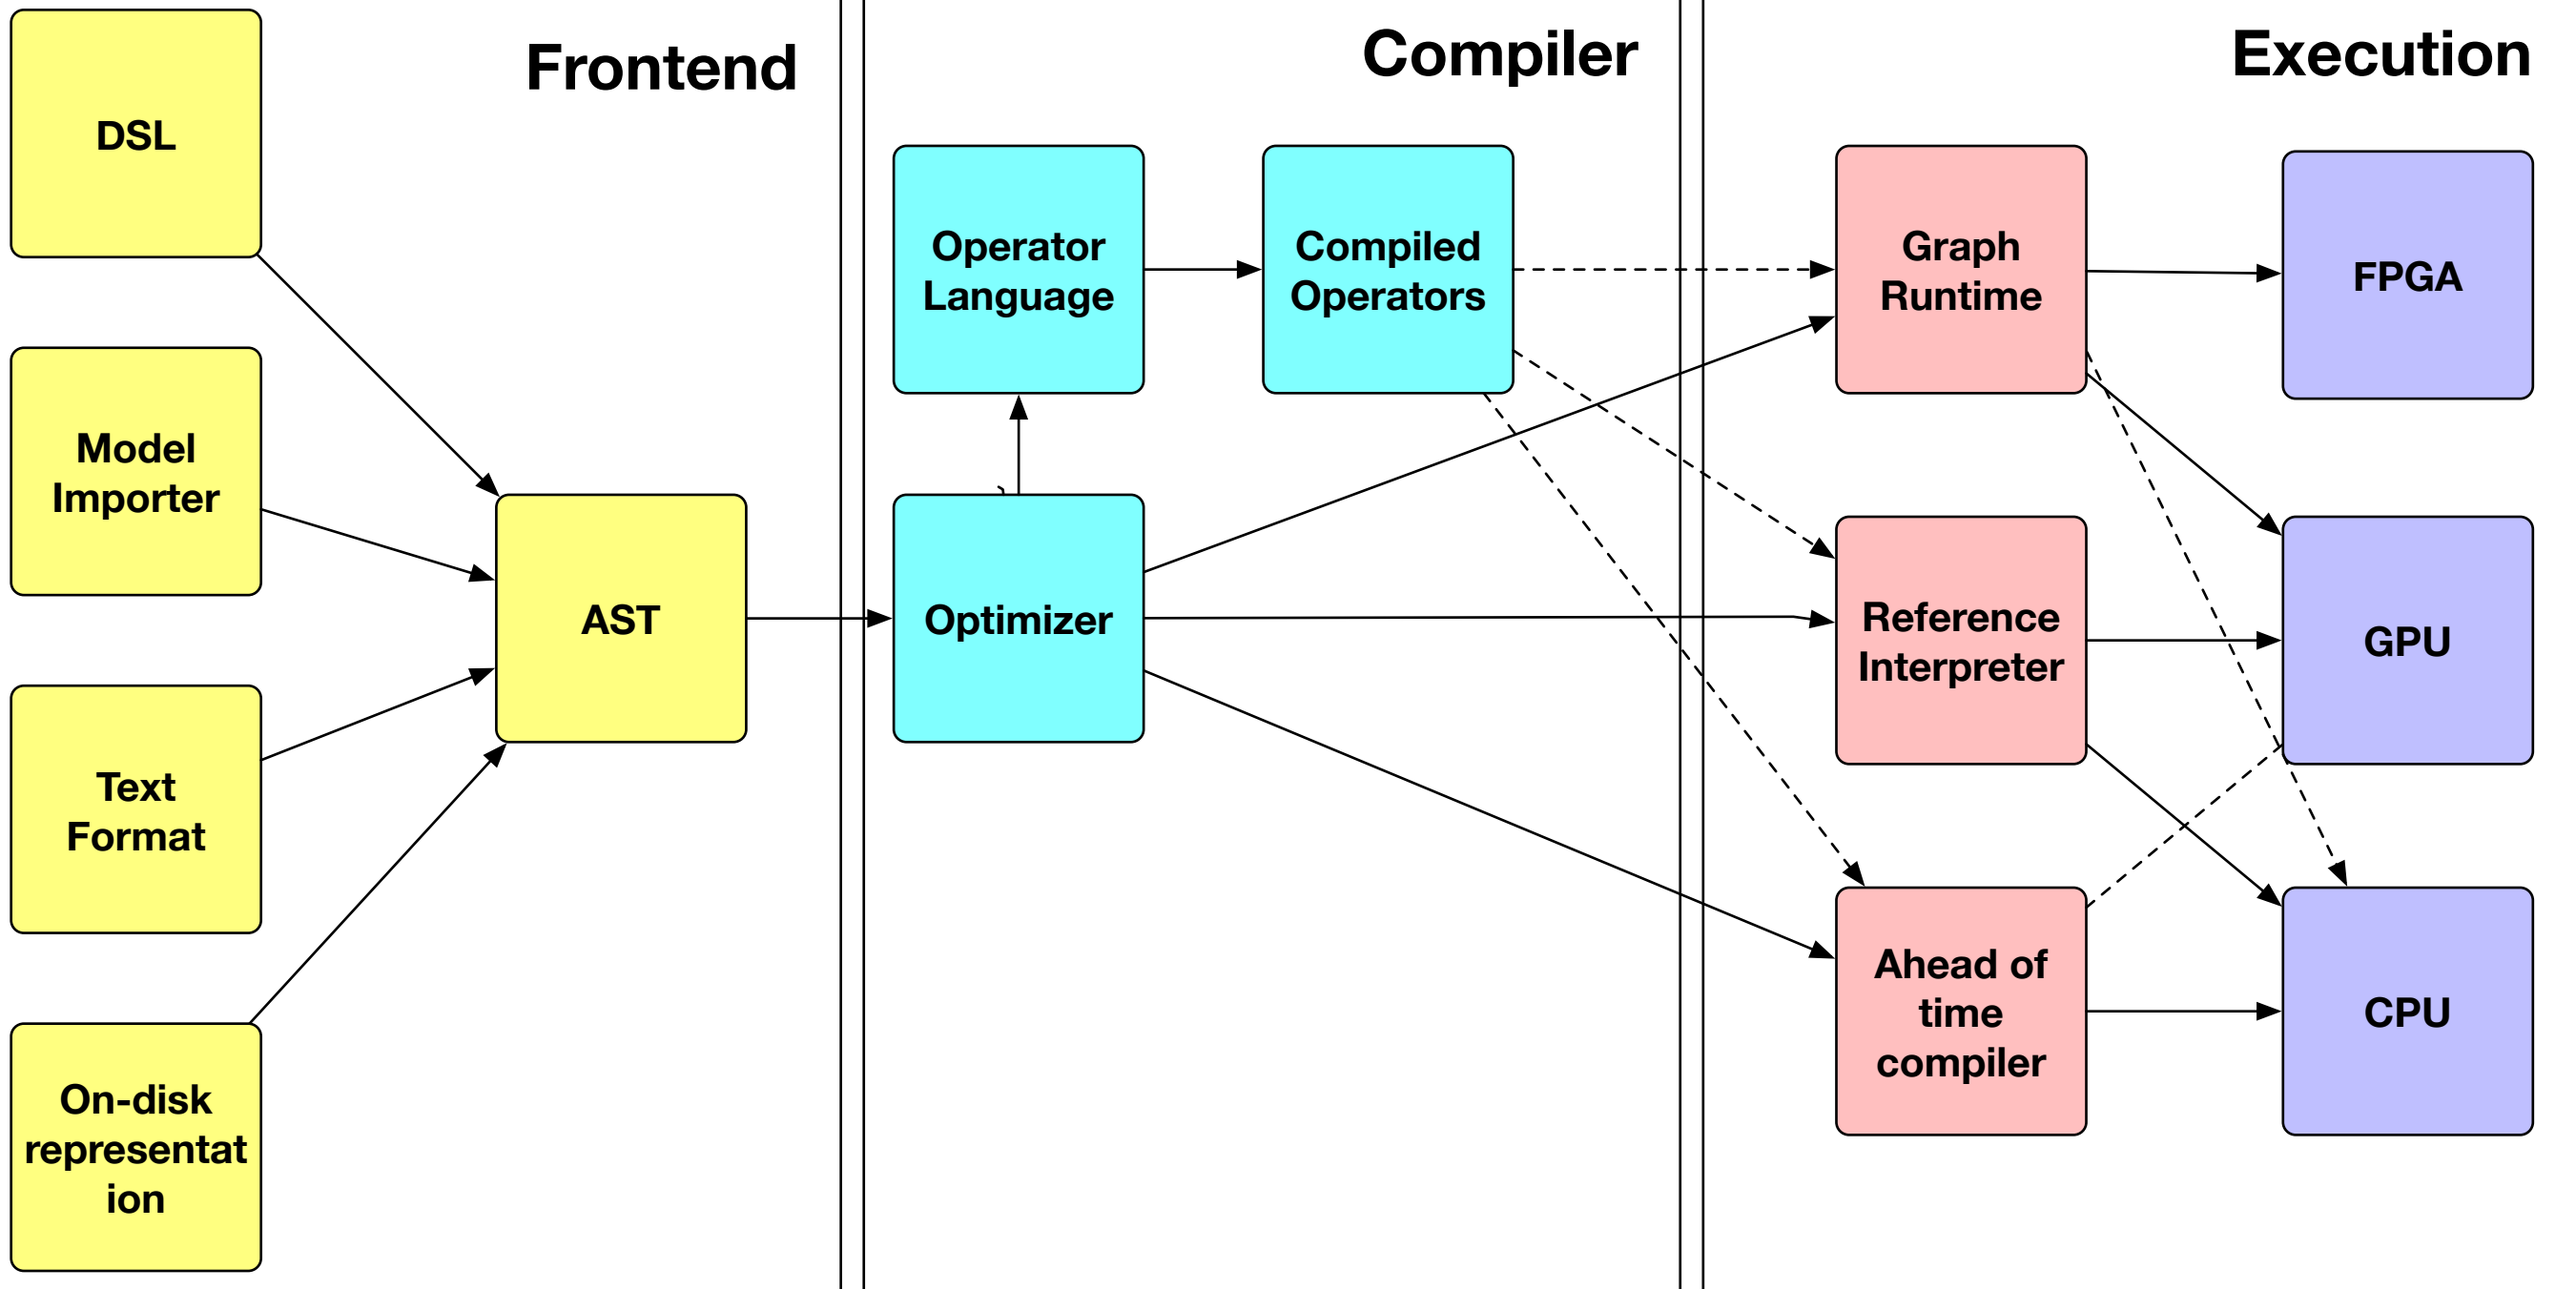 Frontend
Compiler
Execution
DSL
Model
Importer
Text
Format
On-disk
representat
ion
AST
Operator
Language
Compiled
Operators
Optimizer
Graph
Runtime
Reference
Interpreter
Ahead of
time
compiler
FPGA
GPU
CPU